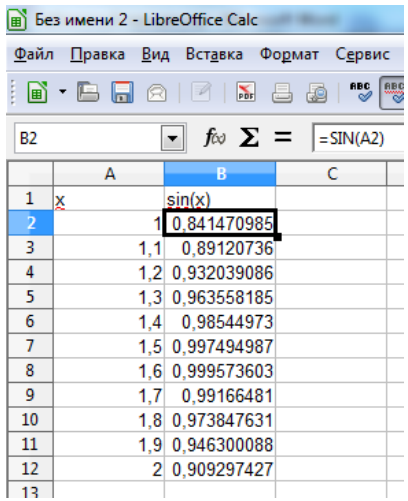 Без имени 2 - LibreOffice Calc
Файл Правка Вид Вставка Формат Сервис
PDF ABC ABC
B2 f(x) Σ = =SIN(A2)
A B C
1 x sin(x)
2 1 0,841470985
3 1,1 0,89120736
4 1,2 0,932039086
5 1,3 0,963558185
6 1,4 0,98544973
7 1,5 0,997494987
8 1,6 0,999573603
9 1,7 0,99166481
10 1,8 0,973847631
11 1,9 0,946300088
12 2 0,909297427
13